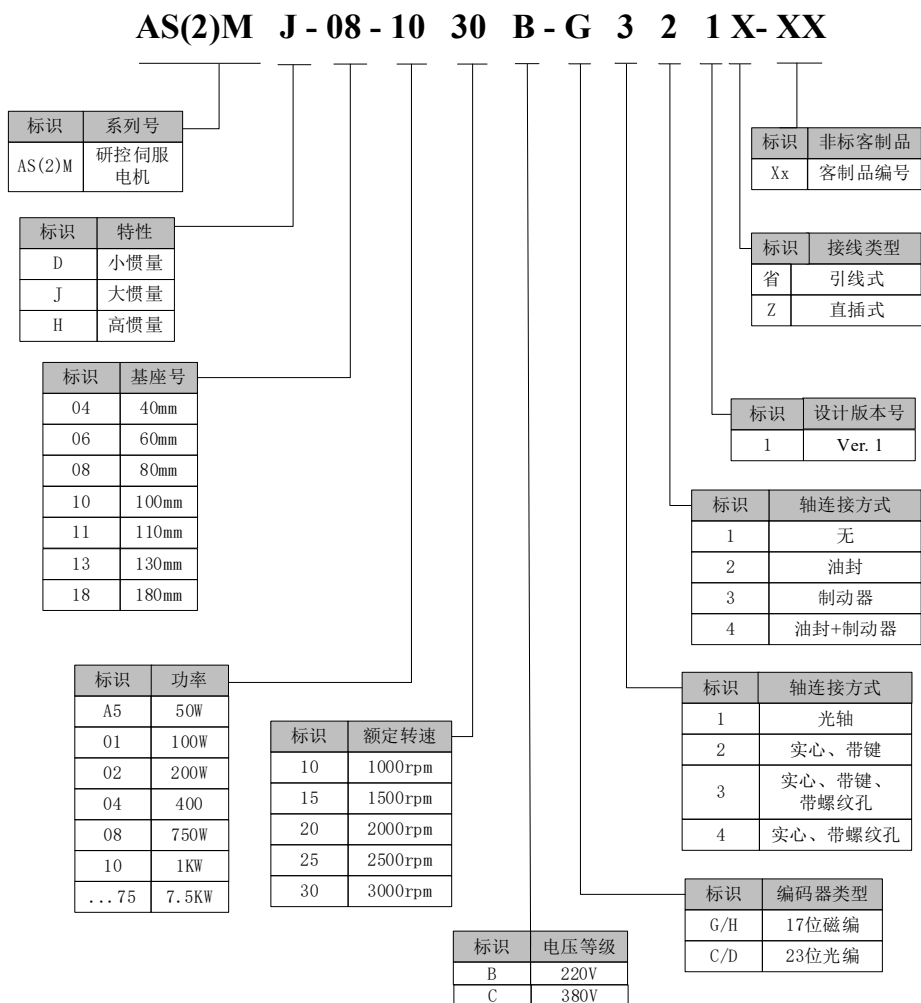 AS(2)M J - 08 - 10 30 B - G 3 2 1 X- XX
标识 系列号
AS(2)M 研控伺服
电机
标识 特性
D 小惯量
J 大惯量
H 高惯量
标识 基座号
04 40mm
06 60mm
08 80mm
10 100mm
11 110mm
13 130mm
18 180mm
标识 功率
A5 50W
01 100W
02 200W
04 400
08 750W
10 1KW
...75 7.5KW
标识 额定转速
10 1000rpm
15 1500rpm
20 2000rpm
25 2500rpm
30 3000rpm
标识 电压等级
B 220V
C 380V
标识 编码器类型
G/H 17位磁编
C/D 23位光编
标识 轴连接方式
1 光轴
2 实心、带键
3 实心、带键、
带螺纹孔
4 实心、带螺纹孔
标识 轴连接方式
1 无
2 油封
3 制动器
4 油封+制动器
标识 设计版本号
1 Ver. 1
标识 接线类型
省 引线式
Z 直插式
标识 非标客制品
Xx 客制品编号